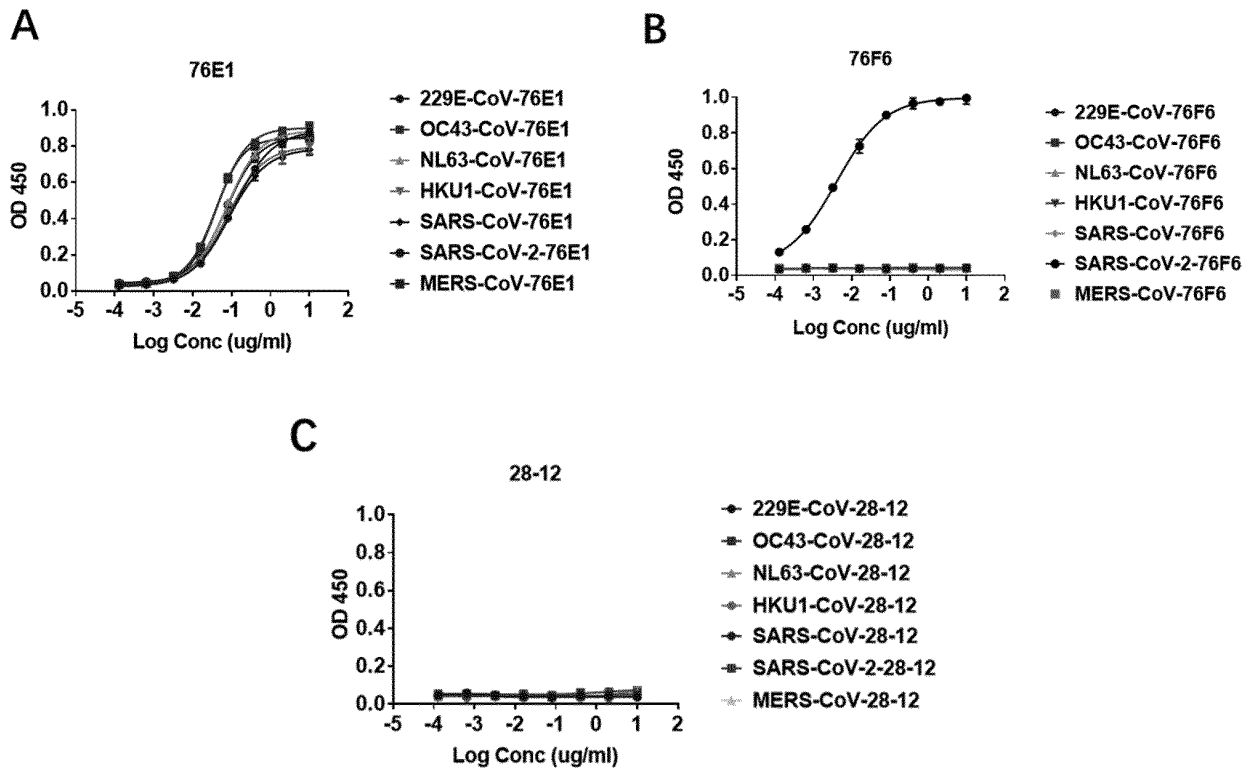 A
76E1
OD 450
1.0
0.8
0.6
0.4
0.2
0.0
-5 -4 -3 -2 -1 0 1 2
Log Conc (ug/ml)
229E-CoV-76E1
OC43-CoV-76E1
NL63-CoV-76E1
HKU1-CoV-76E1
SARS-CoV-76E1
SARS-CoV-2-76E1
MERS-CoV-76E1
B
76F6
OD 450
1.0
0.8
0.6
0.4
0.2
0.0
-5 -4 -3 -2 -1 0 1 2
Log Conc (ug/ml)
229E-CoV-76F6
OC43-CoV-76F6
NL63-CoV-76F6
HKU1-CoV-76F6
SARS-CoV-76F6
SARS-CoV-2-76F6
MERS-CoV-76F6
C
28-12
OD 450
1.0
0.8
0.6
0.4
0.2
0.0
-5 -4 -3 -2 -1 0 1 2
Log Conc (ug/ml)
229E-CoV-28-12
OC43-CoV-28-12
NL63-CoV-28-12
HKU1-CoV-28-12
SARS-CoV-28-12
SARS-CoV-2-28-12
MERS-CoV-28-12